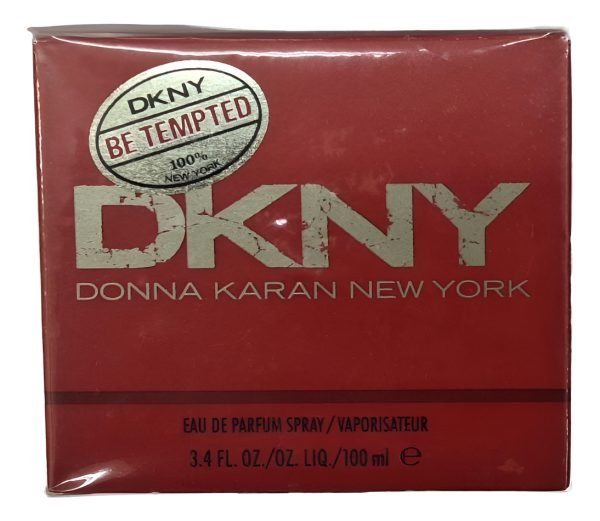 DKNY
BE TEMPTED
100%
NEW YORK
DKNY
DONNA KARAN NEW YORK
EAU DE PARFUM SPRAY/VAPORISATEUR
3.4 FL. OZ./OZ. LIQ./100 ml ℮